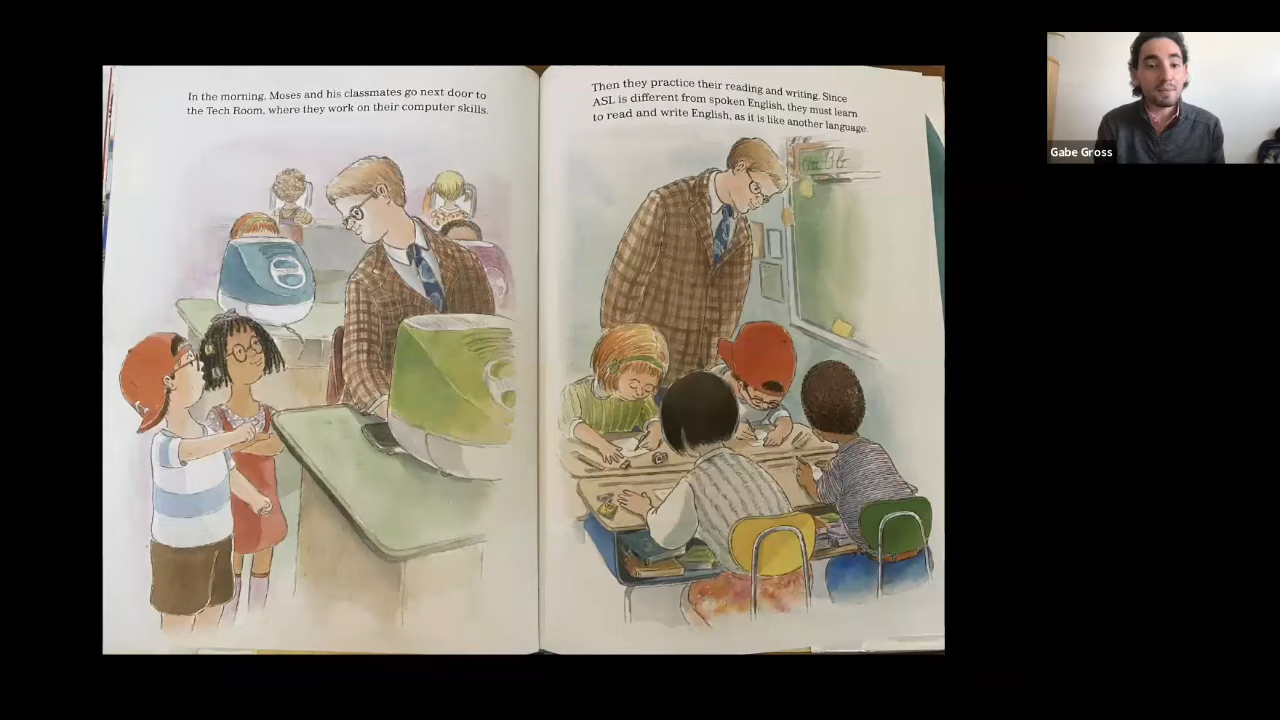 In the morning, Moses and his classmates go next door to
the Tech Room, where they work on their computer skills.
Then they practice their reading and writing. Since
ASL is different from spoken English, they must learn
to read and write English, as it is like another language.
Gabe Gross